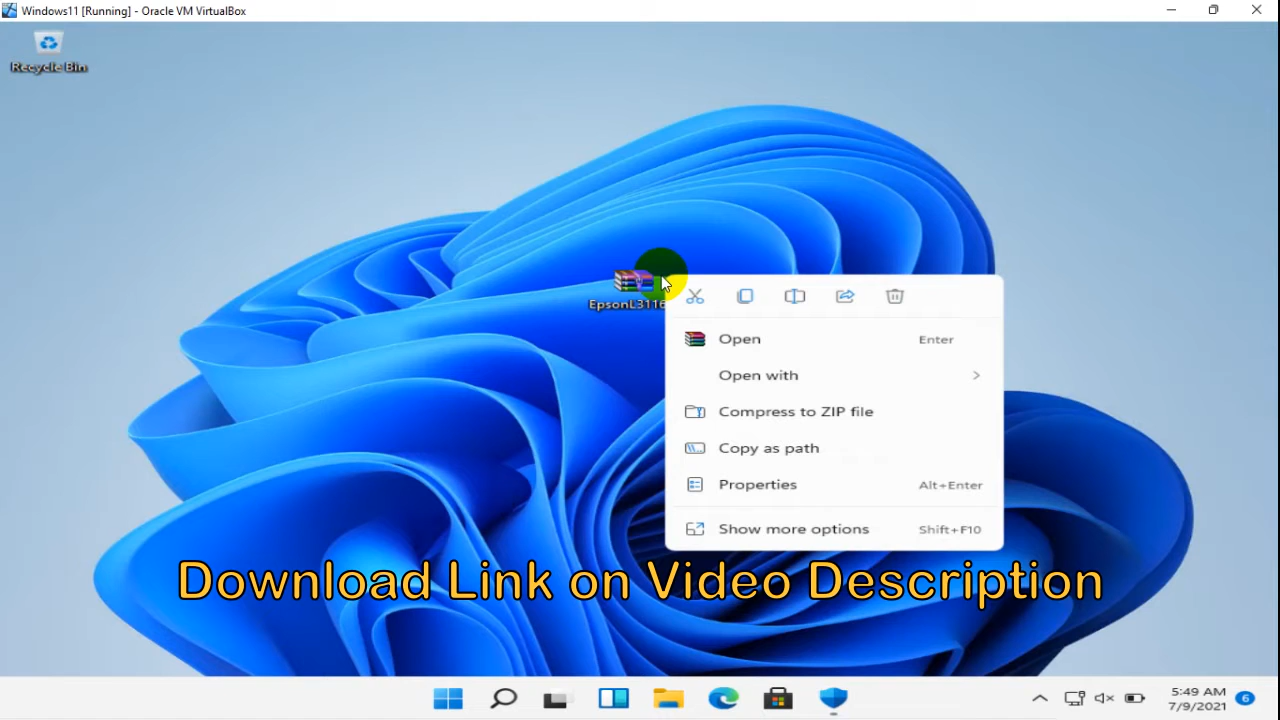 Windows11 [Running] - Oracle VM VirtualBox
Recycle Bin
EpsonL3116
Open Enter
Open with
Compress to ZIP file
Copy as path
Properties Alt+Enter
Show more options Shift+F10
Download Link on Video Description
5:49 AM
7/9/2021
6